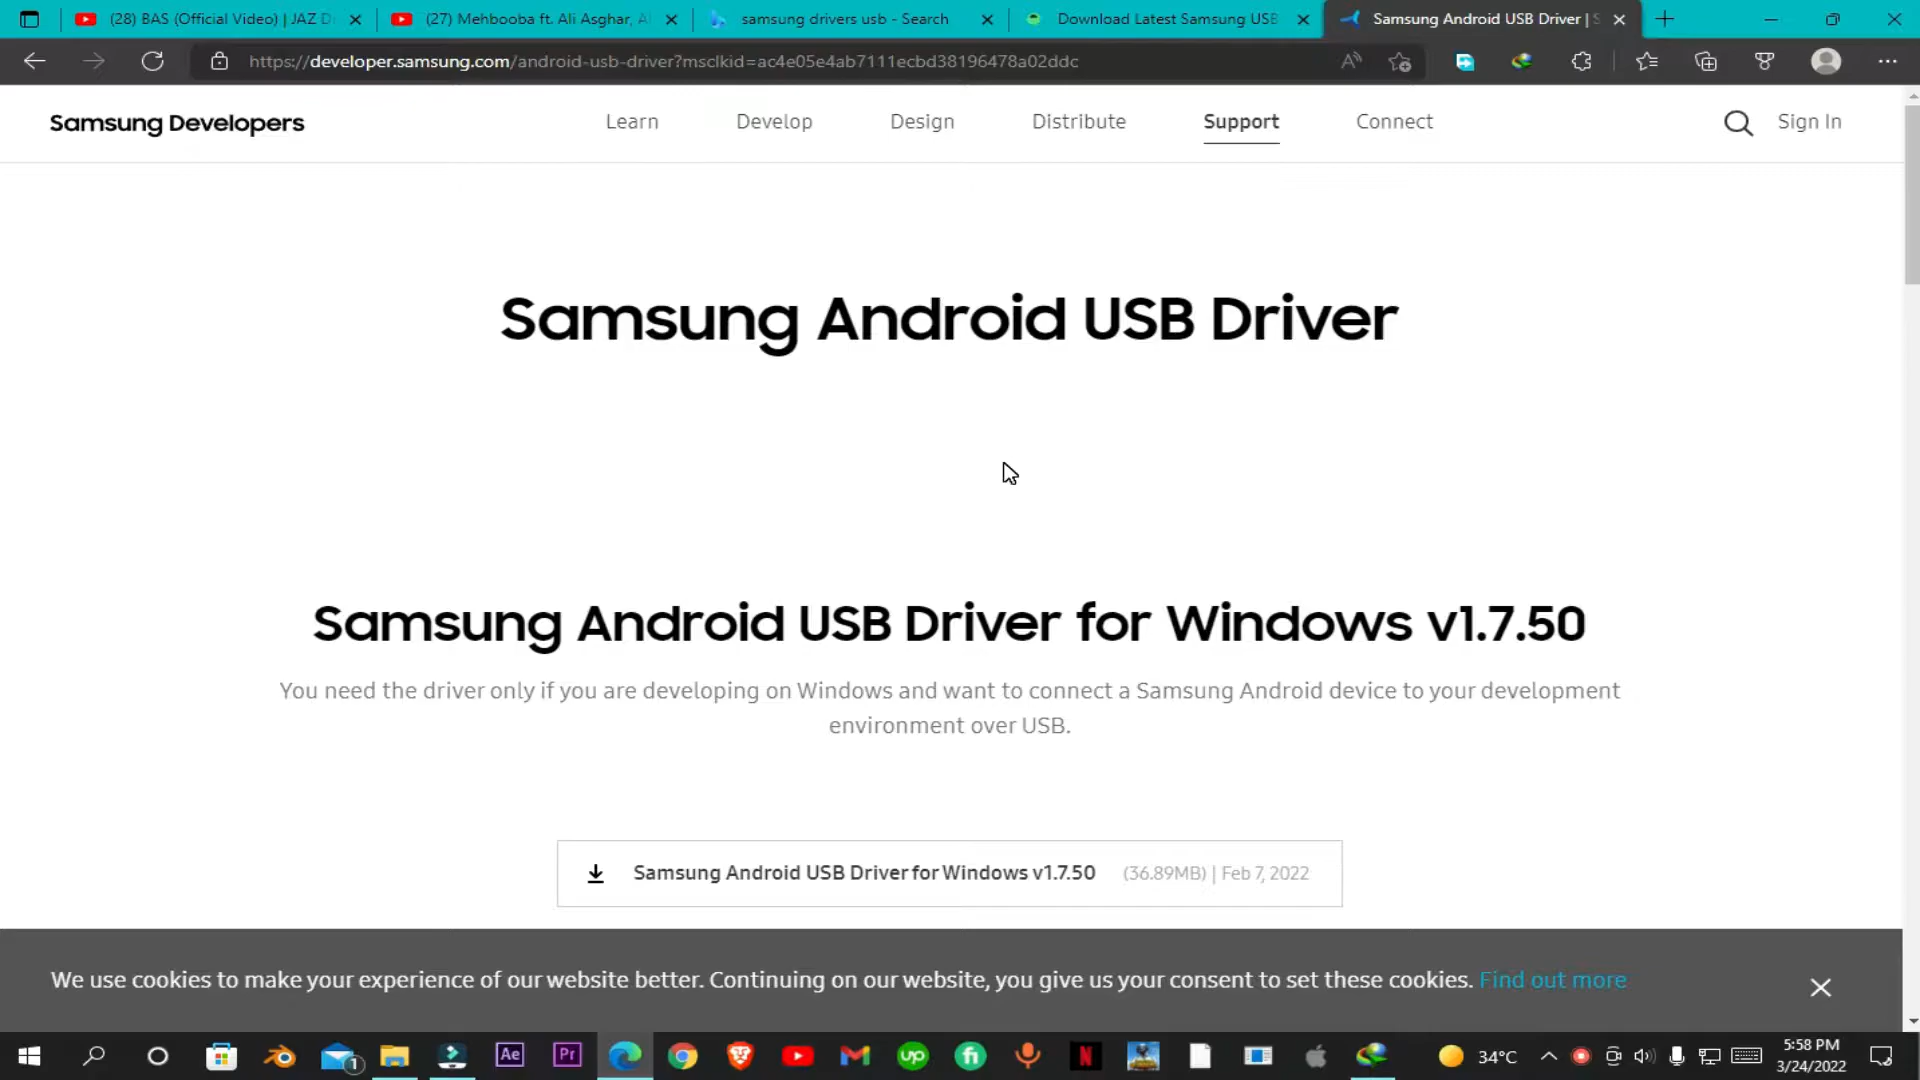 (28) BAS (Official Video) | JAZ D
(27) Mehbooba ft. Ali Asghar, A
samsung drivers usb - Search
Download Latest Samsung USB
Samsung Android USB Driver | S
https://developer.samsung.com/android-usb-driver?msclkid=ac4e05e4ab7111ecbd38196478a02ddc
Samsung Developers
Learn
Develop
Design
Distribute
Support
Connect
Sign In
Samsung Android USB Driver
Samsung Android USB Driver for Windows v1.7.50
You need the driver only if you are developing on Windows and want to connect a Samsung Android device to your development
environment over USB.
Samsung Android USB Driver for Windows v1.7.50 (36.89MB) | Feb 7, 2022
We use cookies to make your experience of our website better. Continuing on our website, you give us your consent to set these cookies. Find out more
1
Ae
Pr
up
fi
N
34°C
5:58 PM
3/24/2022